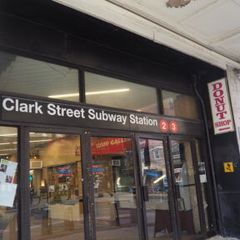 Clark Street Subway Station 2 3
DONUT
SHOP